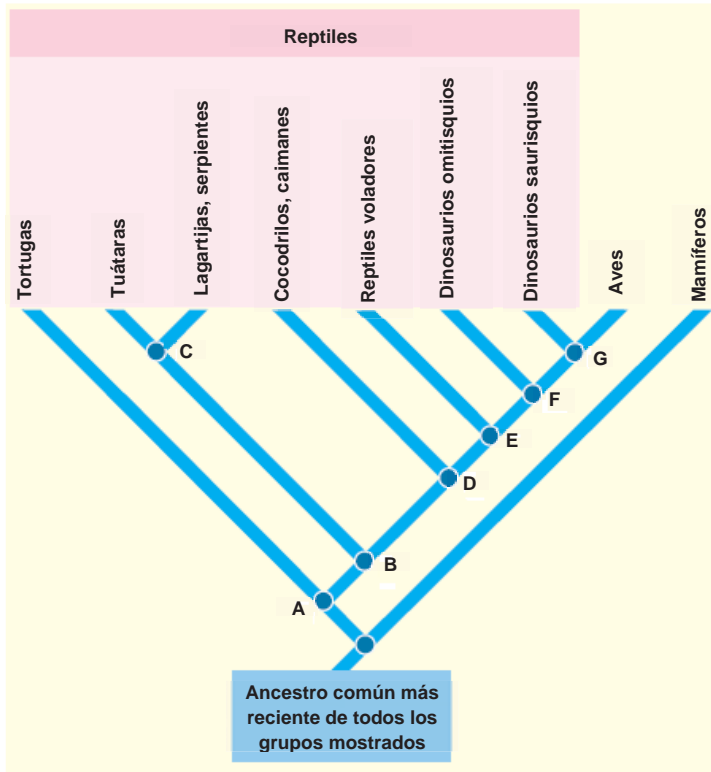 Reptiles
Tortugas
Tuátaras
Lagartijas, serpientes
Cocodrilos, caimanes
Reptiles voladores
Dinosaurios omitisquios
Dinosaurios saurisquios
Aves
Mamíferos
C
G
F
E
D
B
A
Ancestro común más
reciente de todos los
grupos mostrados